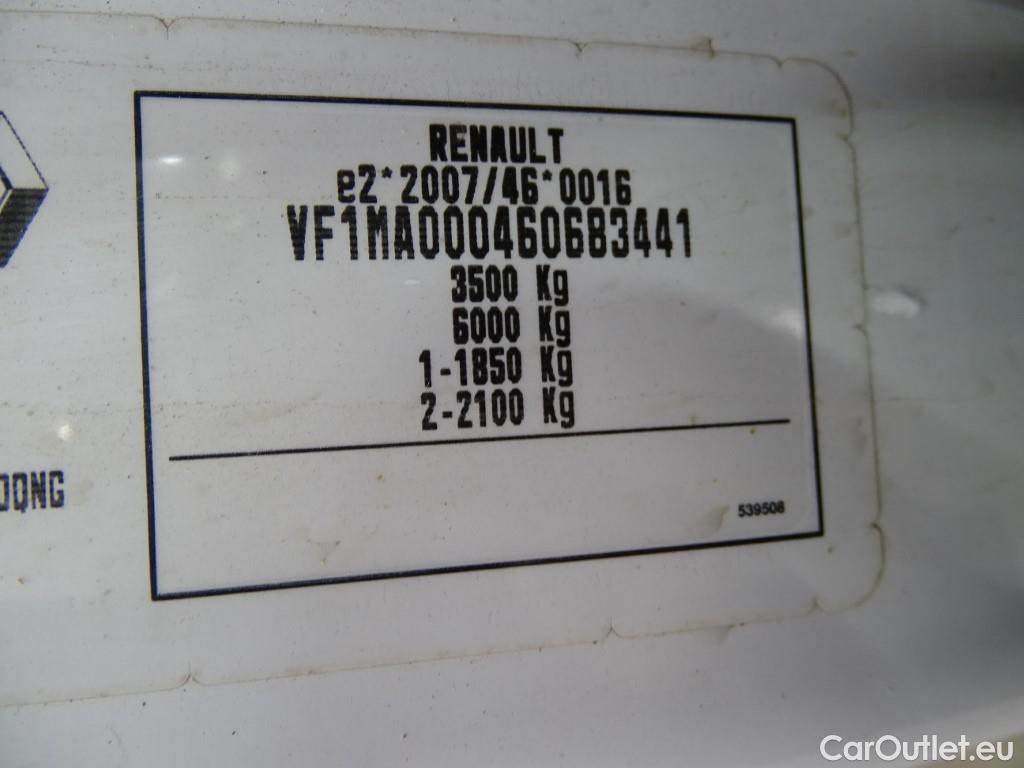 RENAULT
e2*2007/46*0016
VF1MA000460683441
3500 Kg
6000 Kg
1-1850 Kg
2-2100 Kg
539508
CarOutlet.eu